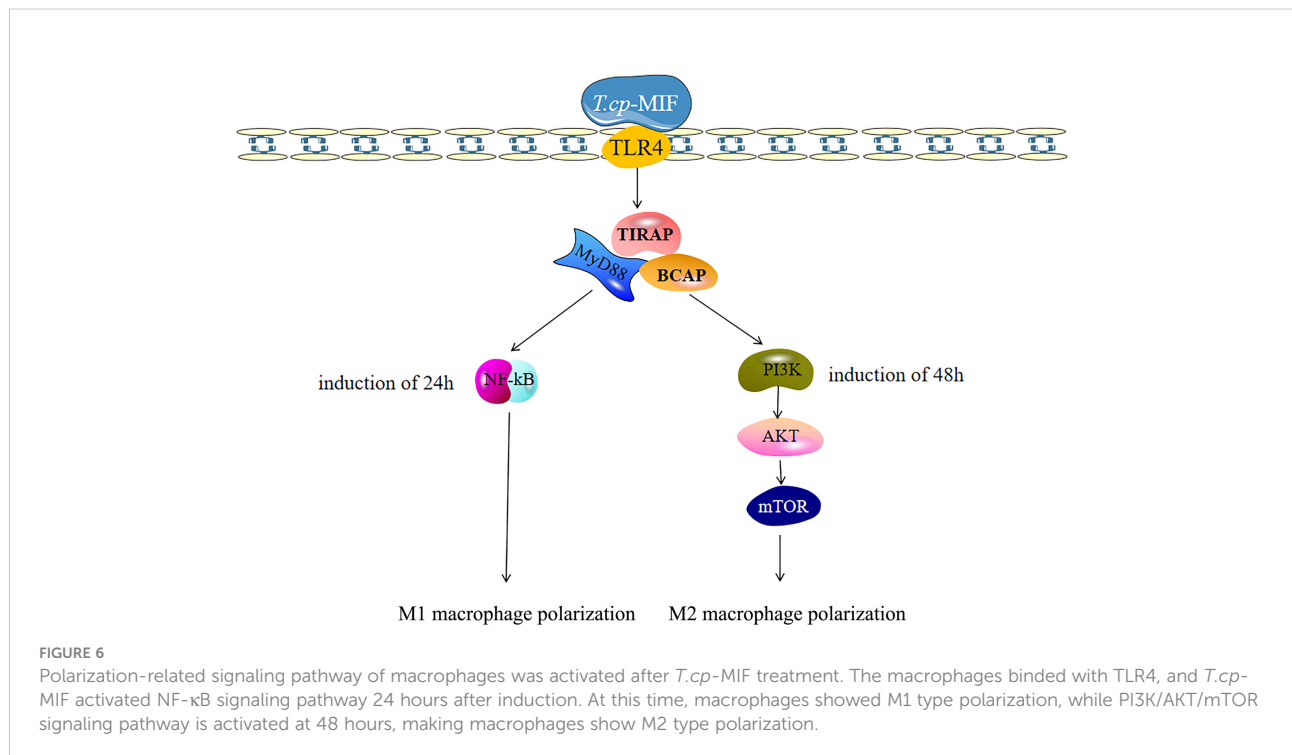 T.cp-MIF
TLR4
TIRAP
MyD88
BCAP
induction of 24h
NF-kB
PI3K
induction of 48h
AKT
mTOR
M1 macrophage polarization
M2 macrophage polarization
FIGURE 6
Polarization-related signaling pathway of macrophages was activated after T.cp-MIF treatment. The macrophages binded with TLR4, and T.cp-
MIF activated NF-κB signaling pathway 24 hours after induction. At this time, macrophages showed M1 type polarization, while PI3K/AKT/mTOR
signaling pathway is activated at 48 hours, making macrophages show M2 type polarization.